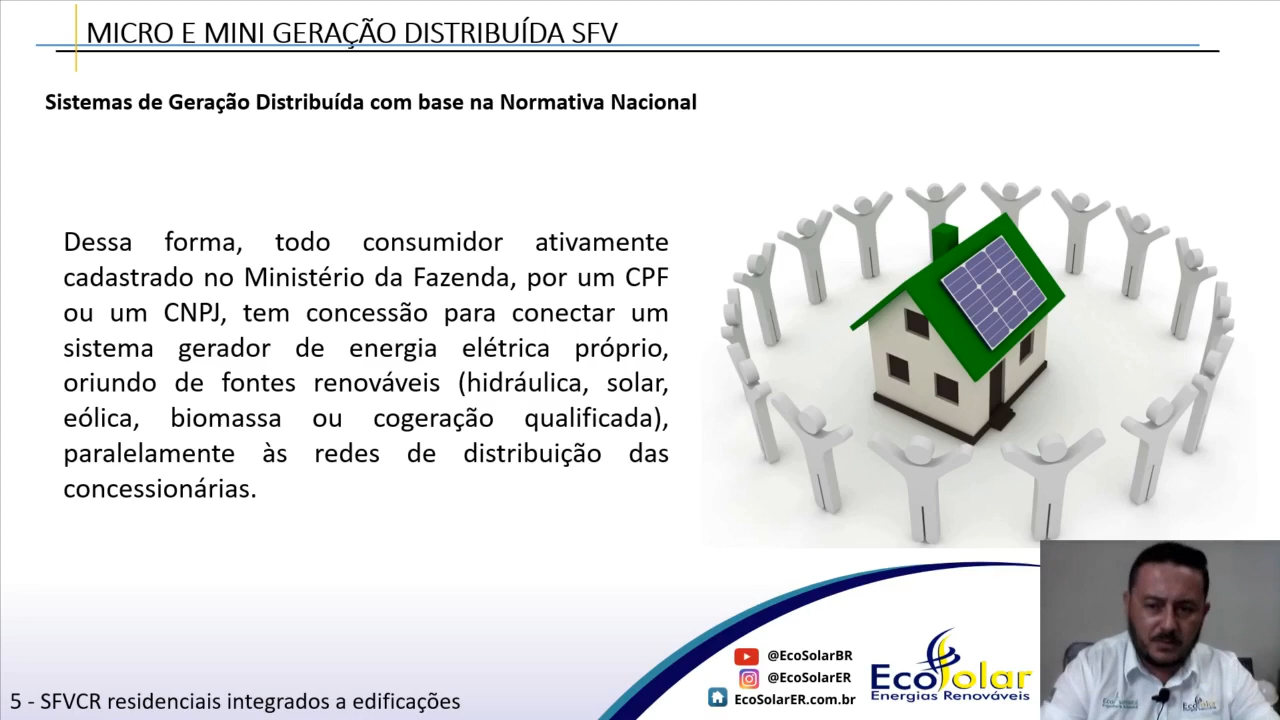 MICRO E MINI GERAÇÃO DISTRIBUÍDA SFV
Sistemas de Geração Distribuída com base na Normativa Nacional
Dessa forma, todo consumidor ativamente
cadastrado no Ministério da Fazenda, por um CPF
ou um CNPJ, tem concessão para conectar um
sistema gerador de energia elétrica próprio,
oriundo de fontes renováveis (hidráulica, solar,
eólica, biomassa ou cogeração qualificada),
paralelamente às redes de distribuição das
concessionárias.
@EcoSolarBR
@EcoSolarER
EcoSolarER.com.br
EcoSolar
Energias Renováveis
5 - SFVCR residenciais integrados a edificações